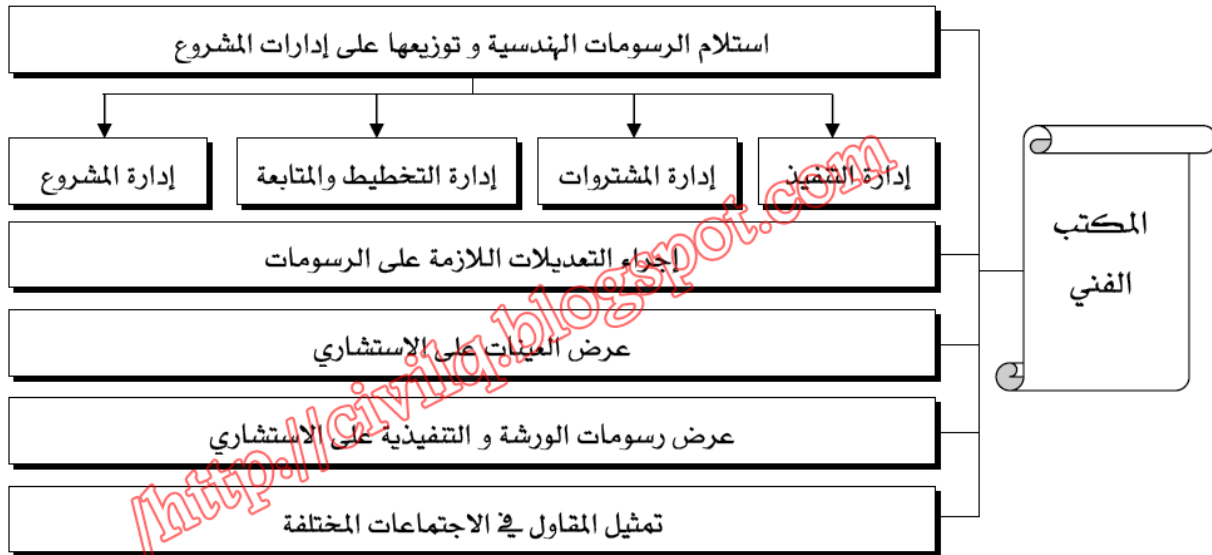 استلام الرسومات الهندسية و توزيعها على إدارات المشروع
إدارة التنفيذ
إدارة المشتروات
إدارة التخطيط والمتابعة
إدارة المشروع
المكتب
الفني
إجراء التعديلات اللازمة على الرسومات
عرض العينات على الاستشاري
عرض رسومات الورشة و التنفيذية على الاستشاري
تمثيل المقاول في الاجتماعات المختلفة
/http://civilq.blogspot.com